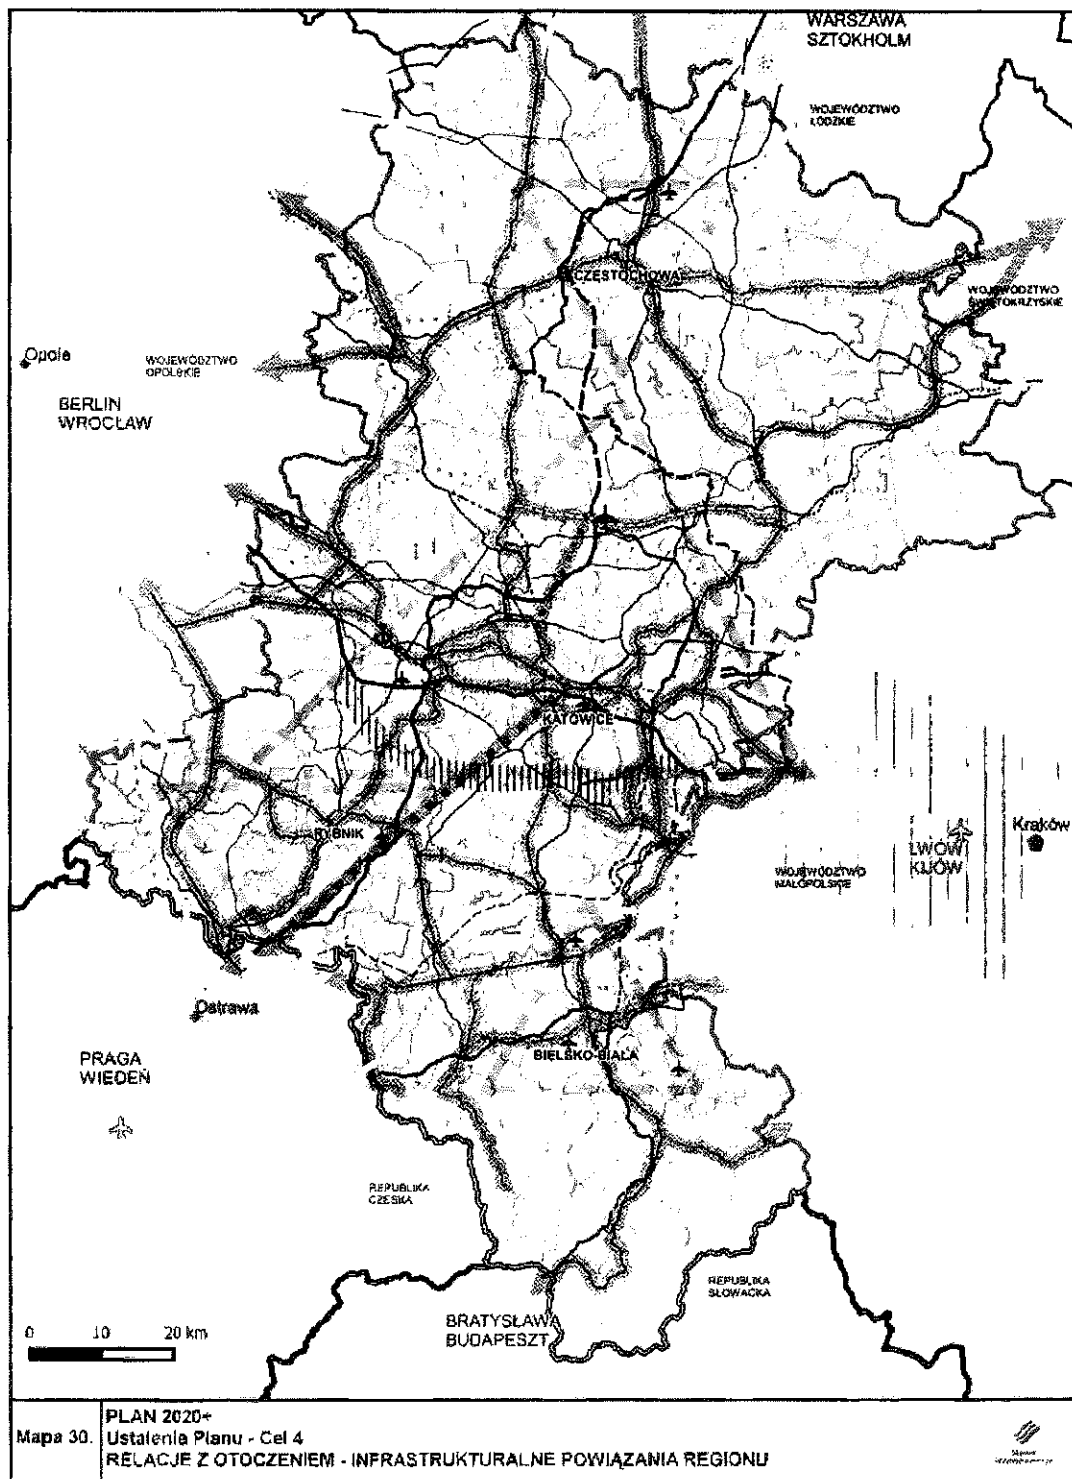 WARSZAWA
SZTOKHOLM
WOJEWÓDZTWO
ŁÓDZKIE
CZĘSTOCHOWA
WOJEWÓDZTWO
ŚWIĘTOKRZYSKIE
Opole
WOJEWÓDZTWO
OPOLSKIE
BERLIN
WROCŁAW
KATOWICE
RYBNIK
Kraków
LWÓW
KIJÓW
WOJEWÓDZTWO
MAŁOPOLSKIE
Ostrawa
BIELSKO-BIAŁA
PRAGA
WIEDEŃ
REPUBLIKA
CZESKA
REPUBLIKA
SŁOWACKA
BRATYSŁAWA
BUDAPESZT
0 10 20 km
Mapa 30.
PLAN 2020+
Ustalenia Planu - Cel 4
RELACJE Z OTOCZENIEM - INFRASTRUKTURALNE POWIĄZANIA REGIONU